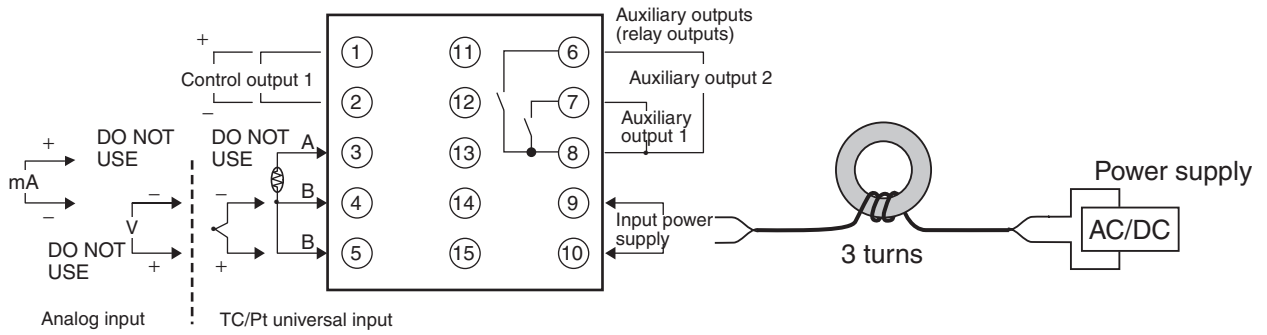 Auxiliary outputs
(relay outputs)
+
1
11
6
Control output 1
Auxiliary output 2
2
12
7
−
Auxiliary
output 1
DO NOT
USE
DO NOT
USE
A
+
3
13
8
mA
−
−
−
B
4
14
9
Input power
supply
V
DO NOT
USE
+
+
B
5
15
10
3 turns
Power supply
AC/DC
Analog input
TC/Pt universal input